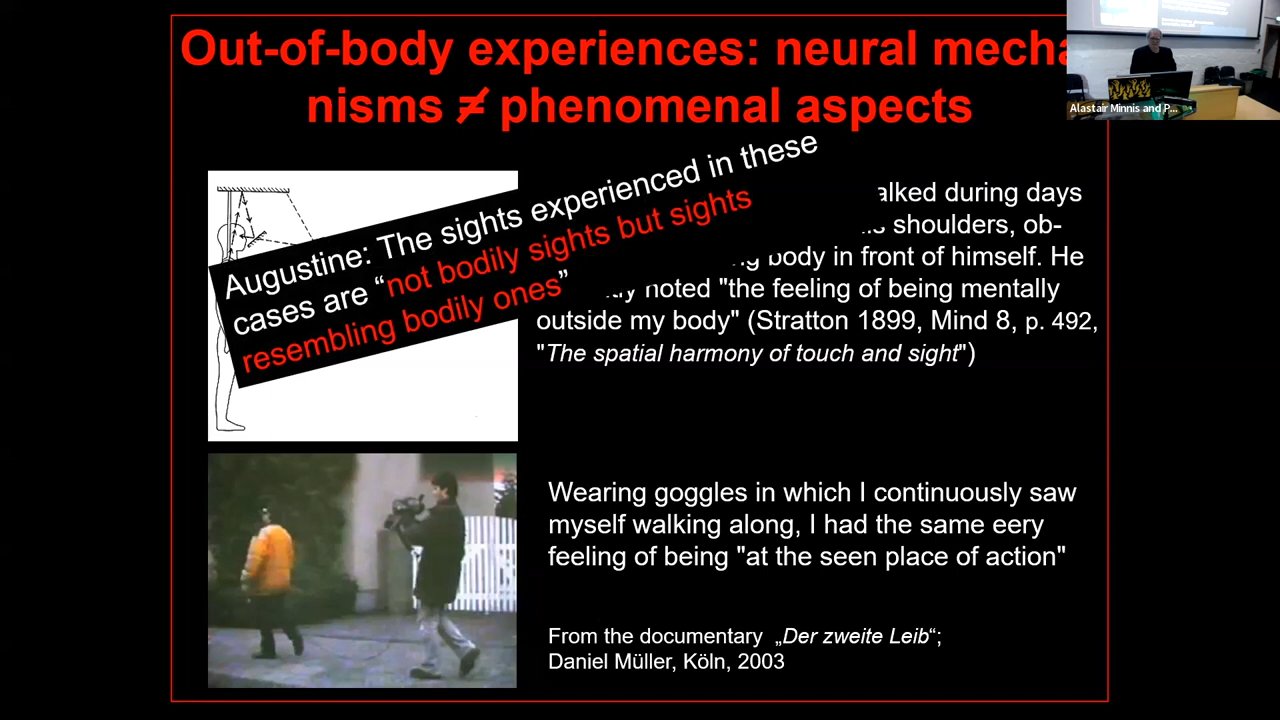 Out-of-body experiences: neural mecha
nisms ≠ phenomenal aspects
Alastair Minnis and P...
Augustine: The sights experienced in these
cases are “not bodily sights but sights
resembling bodily ones”
alked during days
shoulders, ob-
body in front of himself. He
noted "the feeling of being mentally
outside my body" (Stratton 1899, Mind 8, p. 492,
"The spatial harmony of touch and sight")
Wearing goggles in which I continuously saw
myself walking along, I had the same eery
feeling of being "at the seen place of action"
From the documentary „Der zweite Leib“;
Daniel Müller, Köln, 2003